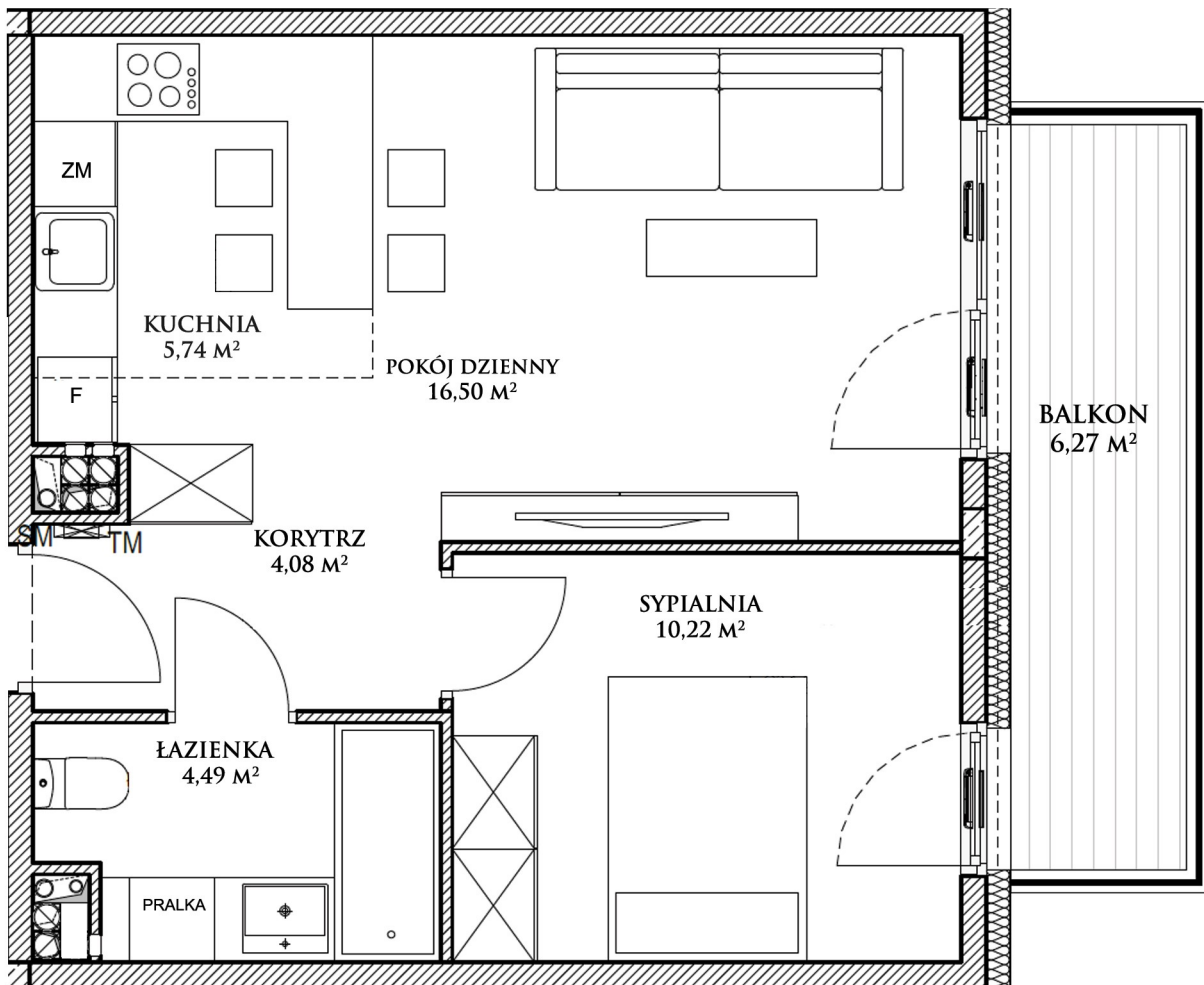 ZM
KUCHNIA
5,74 M²
POKÓJ DZIENNY
16,50 M²
F
BALKON
6,27 M²
SM
TM
KORYTRZ
4,08 M²
SYPIALNIA
10,22 M²
ŁAZIENKA
4,49 M²
PRALKA